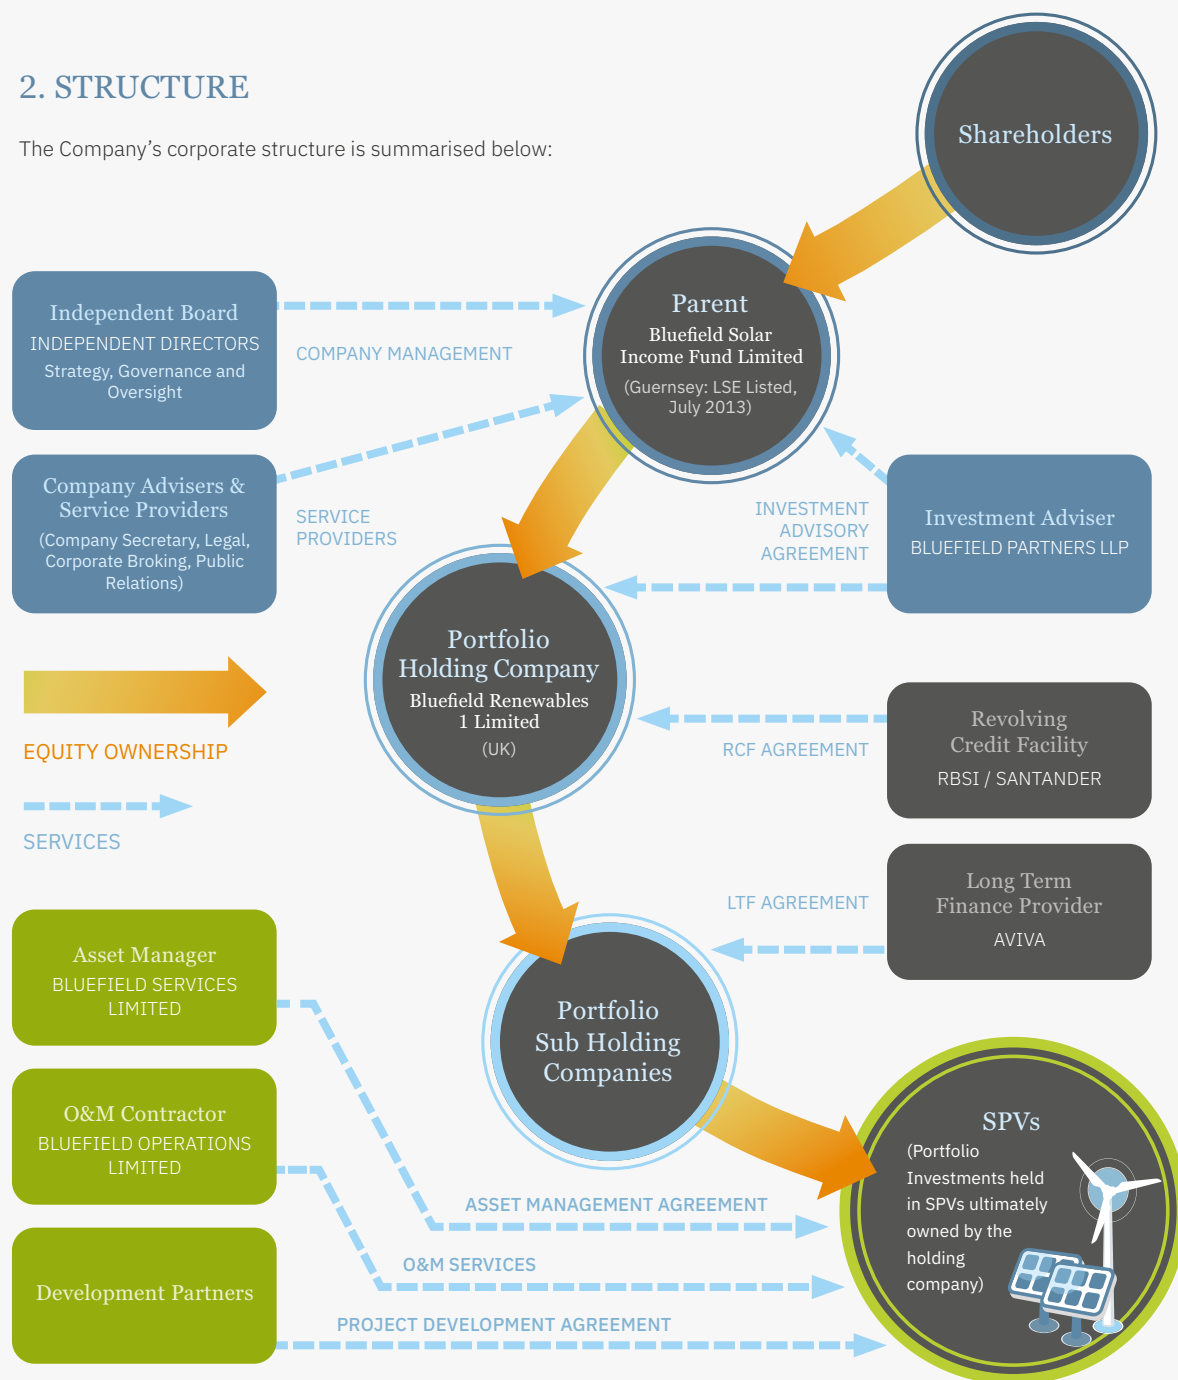 2. STRUCTURE
The Company’s corporate structure is summarised below:
Shareholders
Parent
Bluefield Solar
Income Fund Limited
(Guernsey: LSE Listed,
July 2013)
Independent Board
INDEPENDENT DIRECTORS
Strategy, Governance and
Oversight
COMPANY MANAGEMENT
Company Advisers &
Service Providers
(Company Secretary, Legal,
Corporate Broking, Public
Relations)
SERVICE
PROVIDERS
INVESTMENT
ADVISORY
AGREEMENT
Investment Adviser
BLUEFIELD PARTNERS LLP
Portfolio
Holding Company
Bluefield Renewables
1 Limited
(UK)
EQUITY OWNERSHIP
SERVICES
RCF AGREEMENT
Revolving
Credit Facility
RBSI / SANTANDER
LTF AGREEMENT
Long Term
Finance Provider
AVIVA
Asset Manager
BLUEFIELD SERVICES
LIMITED
Portfolio
Sub Holding
Companies
O&M Contractor
BLUEFIELD OPERATIONS
LIMITED
SPVs
(Portfolio
Investments held
in SPVs ultimately
owned by the
holding
company)
ASSET MANAGEMENT AGREEMENT
O&M SERVICES
Development Partners
PROJECT DEVELOPMENT AGREEMENT